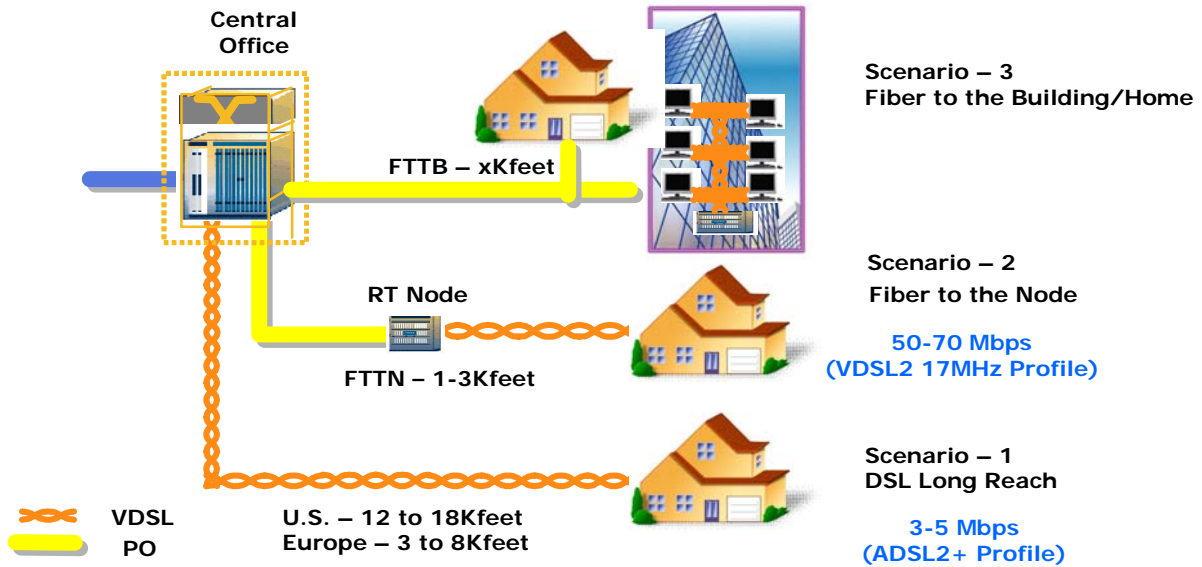 Central
Office
Scenario – 3
Fiber to the Building/Home
FTTB – xKfeet
Scenario – 2
Fiber to the Node
RT Node
50-70 Mbps
(VDSL2 17MHz Profile)
FTTN – 1-3Kfeet
Scenario – 1
DSL Long Reach
VDSL
PO
U.S. – 12 to 18Kfeet
Europe – 3 to 8Kfeet
3-5 Mbps
(ADSL2+ Profile)